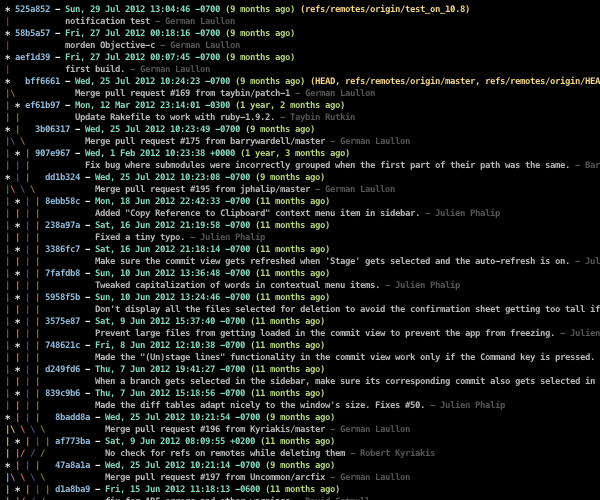 * 525a852 – Sun, 29 Jul 2012 13:04:46 -0700 (9 months ago) (refs/remotes/origin/test_on_10.8)
| notification test – German Laullon
* 58b5a57 – Fri, 27 Jul 2012 00:18:16 -0700 (9 months ago)
| morden Objective-c – German Laullon
* aef1d39 – Fri, 27 Jul 2012 00:07:45 -0700 (9 months ago)
| first build. – German Laullon
* bff6661 – Wed, 25 Jul 2012 10:24:23 -0700 (9 months ago) (HEAD, refs/remotes/origin/master, refs/remotes/origin/HEA
|\ Merge pull request #169 from taybin/patch-1 – German Laullon
| * ef61b97 – Mon, 12 Mar 2012 23:14:01 -0300 (1 year, 2 months ago)
| | Update Rakefile to work with ruby-1.9.2. – Taybin Rutkin
* | 3b06317 – Wed, 25 Jul 2012 10:23:49 -0700 (9 months ago)
|\ \ Merge pull request #175 from barrywardell/master – German Laullon
| * | 907e967 – Wed, 1 Feb 2012 10:23:38 +0000 (1 year, 3 months ago)
| | | Fix bug where submodules were incorrectly grouped when the first part of their path was the same. – Bar
* | | dd1b324 – Wed, 25 Jul 2012 10:23:08 -0700 (9 months ago)
|\ \ \ Merge pull request #195 from jphalip/master – German Laullon
| * | | 8ebb58c – Mon, 18 Jun 2012 22:42:33 -0700 (11 months ago)
| | | | Added "Copy Reference to Clipboard" context menu item in sidebar. – Julien Phalip
| * | | 238a97a – Sat, 16 Jun 2012 21:19:58 -0700 (11 months ago)
| | | | Fixed a tiny typo. – Julien Phalip
| * | | 3386fc7 – Sat, 16 Jun 2012 21:18:14 -0700 (11 months ago)
| | | | Make sure the commit view gets refreshed when 'Stage' gets selected and the auto-refresh is on. – Jul
| * | | 7fafdb8 – Sun, 10 Jun 2012 13:36:48 -0700 (11 months ago)
| | | | Tweaked capitalization of words in contextual menu items. – Julien Phalip
| * | | 5958f5b – Sun, 10 Jun 2012 13:24:46 -0700 (11 months ago)
| | | | Don't display all the files selected for deletion to avoid the confirmation sheet getting too tall if
| * | | 3575e87 – Sat, 9 Jun 2012 15:37:40 -0700 (11 months ago)
| | | | Prevent large files from getting loaded in the commit view to prevent the app from freezing. – Julien
| * | | 748621c – Fri, 8 Jun 2012 12:10:38 -0700 (11 months ago)
| | | | Made the "(Un)stage lines" functionality in the commit view work only if the Command key is pressed.
| * | | d249fd6 – Thu, 7 Jun 2012 19:41:27 -0700 (11 months ago)
| | | | When a branch gets selected in the sidebar, make sure its corresponding commit also gets selected in
| * | | 839c9b6 – Thu, 7 Jun 2012 15:18:56 -0700 (11 months ago)
| | | | Made the diff tables adapt nicely to the window's size. Fixes #50. – Julien Phalip
* | | | 8badd8a – Wed, 25 Jul 2012 10:21:54 -0700 (9 months ago)
|\ \ \ \ Merge pull request #196 from Kyriakis/master – German Laullon
| * | | | af773ba – Sat, 9 Jun 2012 08:09:55 +0200 (11 months ago)
| |/ / / No check for refs on remotes while deleting them – Robert Kyriakis
* | | | 47a8a1a – Wed, 25 Jul 2012 10:21:14 -0700 (9 months ago)
|\ \ \ \ Merge pull request #197 from Uncommon/arcfix – German Laullon
| * | | | d1a8ba9 – Fri, 15 Jun 2012 11:18:13 -0600 (11 months ago)